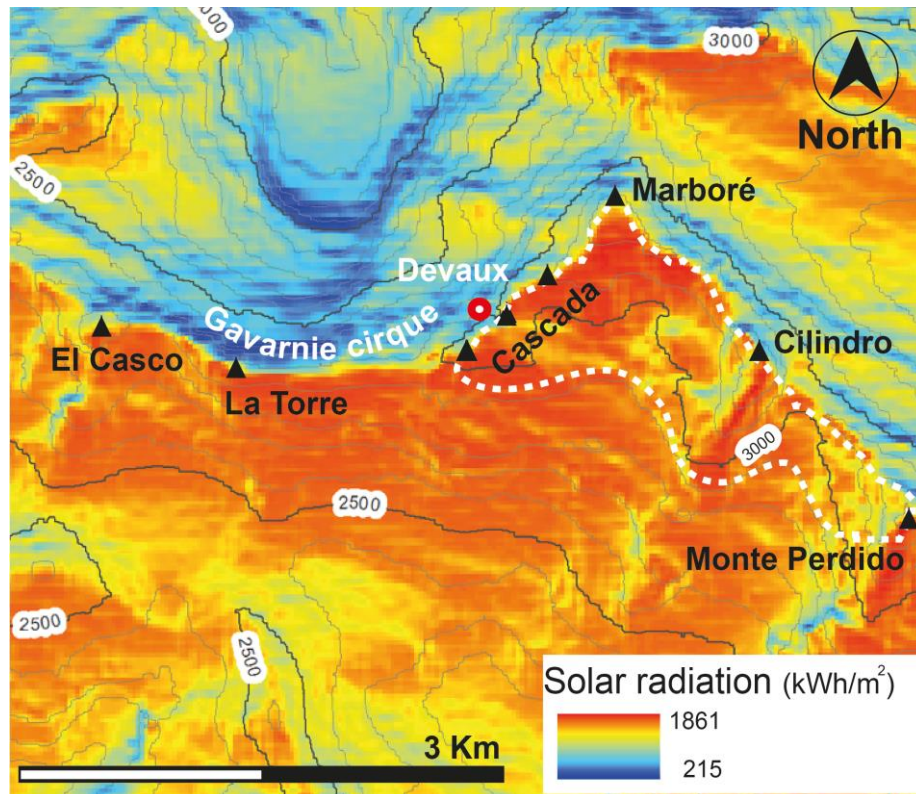 3000
3000
North
2500
Marboré
Devaux
Gavarnie cirque
Cascada
El Casco
Cilindro
La Torre
3000
2500
Monte Perdido
2500
2500
Solar radiation (kWh/m²)
1861
215
3 Km